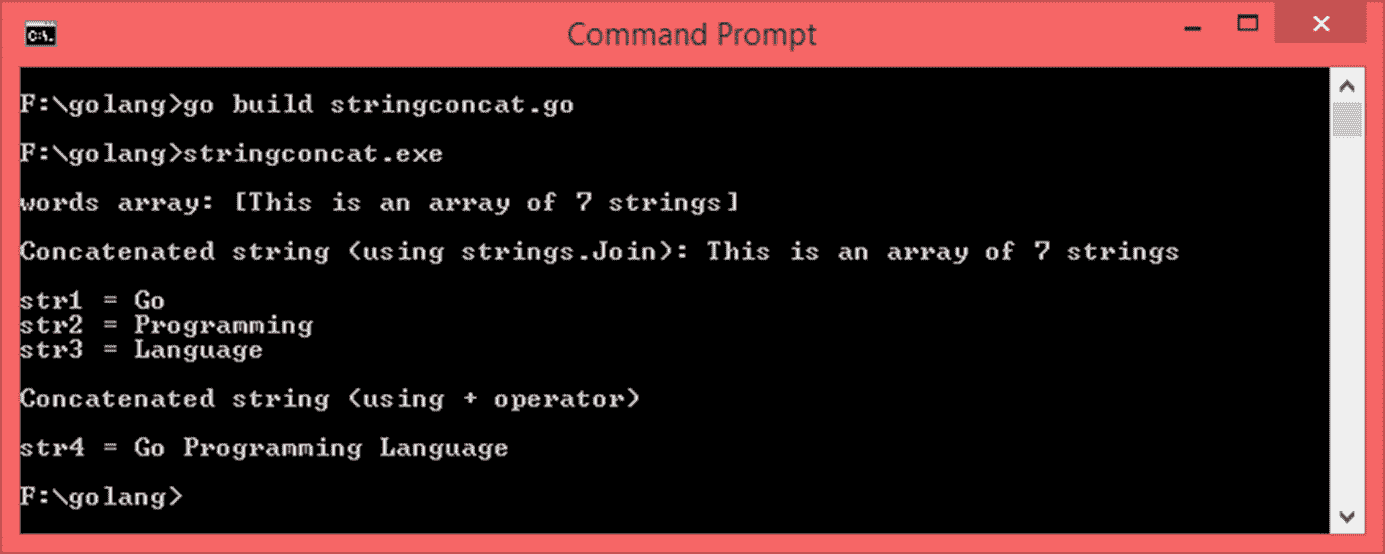 C:\.
Command Prompt
F:\golang>go build stringconcat.go
F:\golang>stringconcat.exe
words array: [This is an array of 7 strings]
Concatenated string (using strings.Join): This is an array of 7 strings
str1 = Go
str2 = Programming
str3 = Language
Concatenated string (using + operator)
str4 = Go Programming Language
F:\golang>